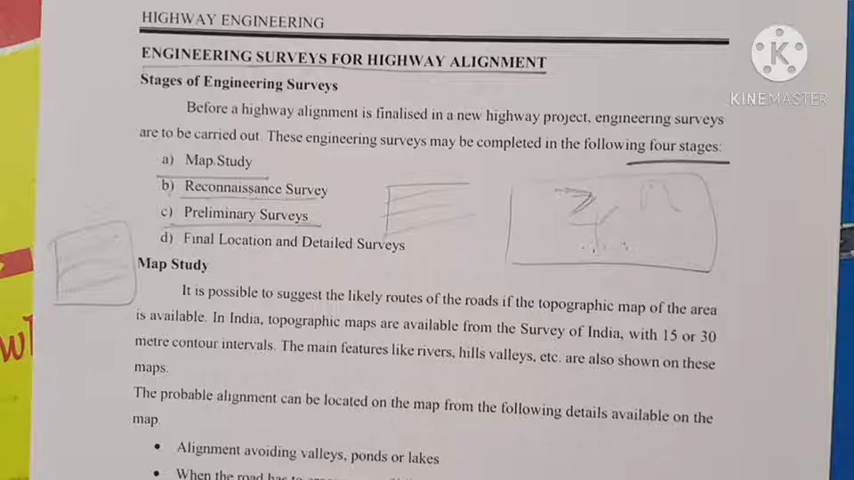 HIGHWAY ENGINEERING
ENGINEERING SURVEYS FOR HIGHWAY ALIGNMENT
Stages of Engineering Surveys
Before a highway alignment is finalised in a new highway project, engineering surveys
are to be carried out. These engineering surveys may be completed in the following four stages:
a) Map Study
b) Reconnaissance Survey
c) Preliminary Surveys
d) Final Location and Detailed Surveys
Map Study
It is possible to suggest the likely routes of the roads if the topographic map of the area
is available. In India, topographic maps are available from the Survey of India, with 15 or 30
metre contour intervals. The main features like rivers, hills valleys, etc. are also shown on these
maps.
The probable alignment can be located on the map from the following details available on the
map.
• Alignment avoiding valleys, ponds or lakes
• When the road has to
K
KINEMASTER